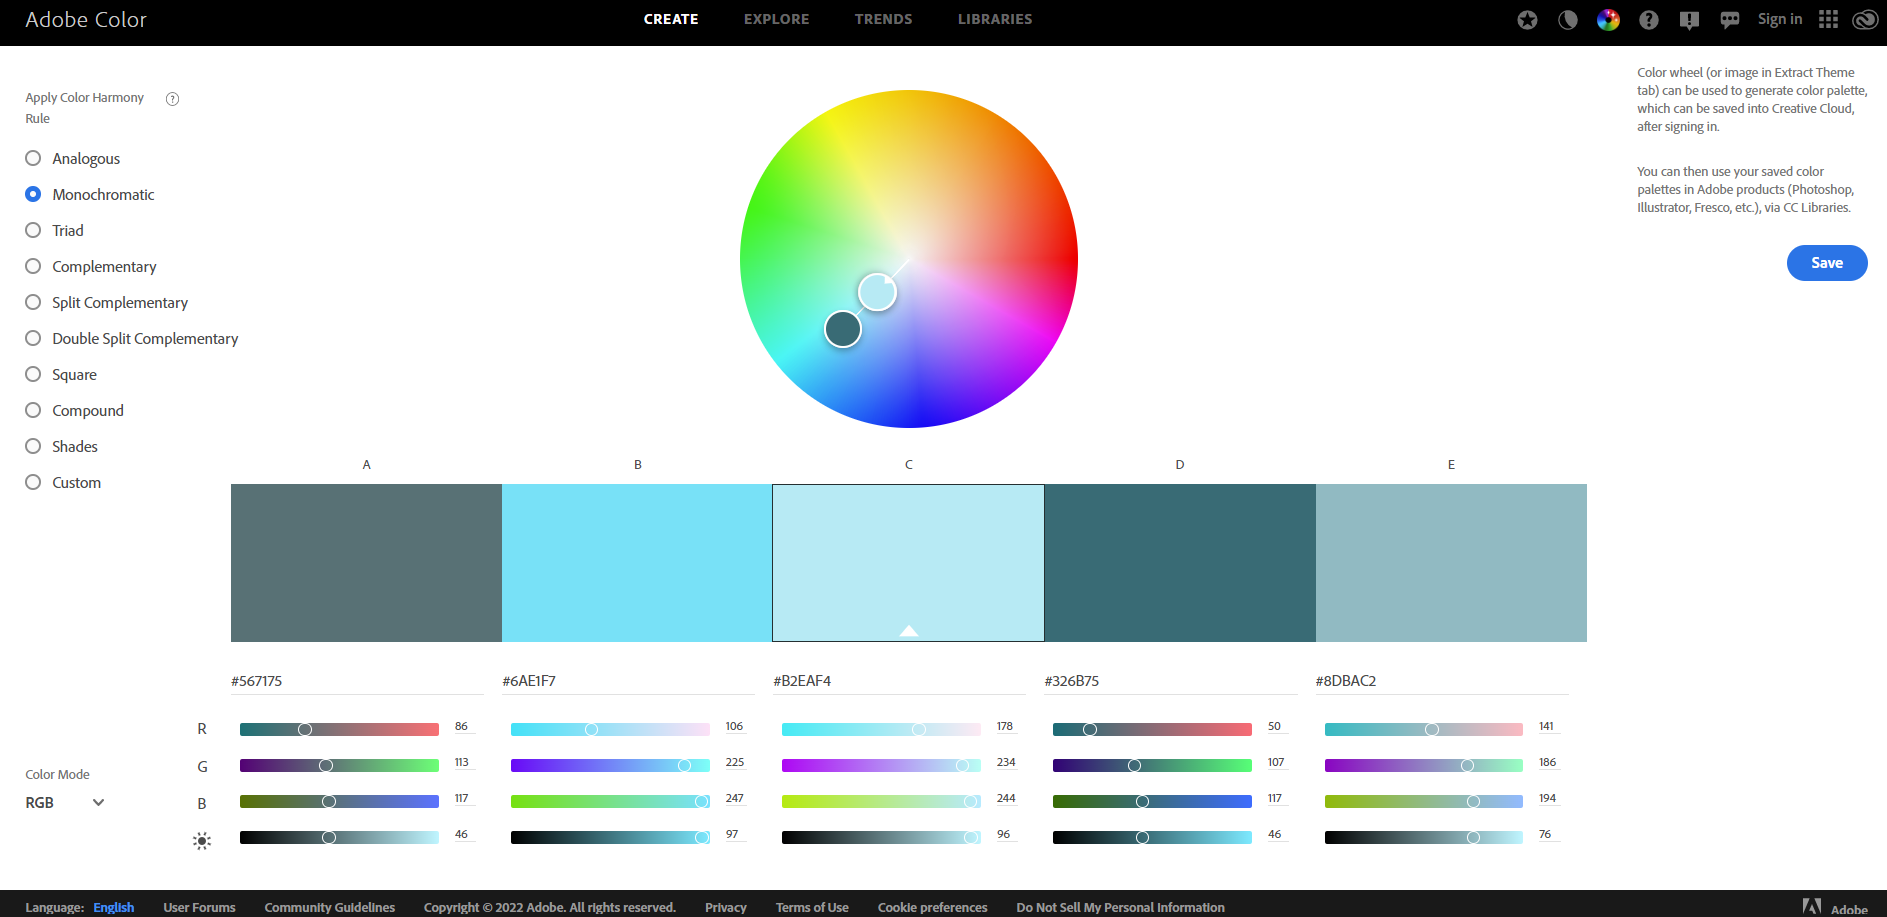 Adobe Color
CREATE EXPLORE TRENDS LIBRARIES
Sign in
Apply Color Harmony
Rule
?
Analogous
Monochromatic
Triad
Complementary
Split Complementary
Double Split Complementary
Square
Compound
Shades
Custom
Color wheel (or image in Extract Theme
tab) can be used to generate color palette,
which can be saved into Creative Cloud,
after signing in.
You can then use your saved color
palettes in Adobe products (Photoshop,
Illustrator, Fresco, etc.), via CC Libraries.
Save
A B C D E
#567175 #6AE1F7 #B2EAF4 #326B75 #8DBAC2
R 86 106 178 50 141
G 113 225 234 107 186
B 117 247 244 117 194
46 97 96 46 76
Color Mode
RGB
Language: English User Forums Community Guidelines Copyright © 2022 Adobe. All rights reserved. Privacy Terms of Use Cookie preferences Do Not Sell My Personal Information Adobe